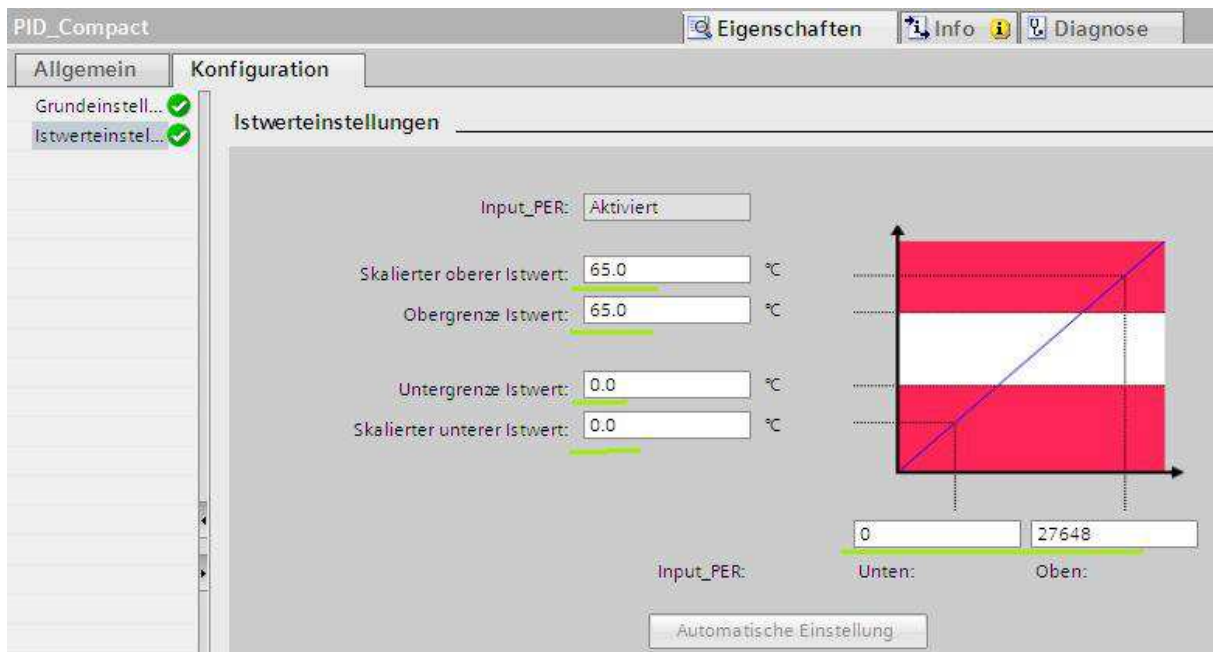 PID_Compact
Eigenschaften Info Diagnose
Allgemein Konfiguration
Grundeinstell...
Istwerteinstel...
Istwerteinstellungen
Input_PER: Aktiviert
Skalierter oberer Istwert: 65.0 °C
Obergrenze Istwert: 65.0 °C
Untergrenze Istwert: 0.0 °C
Skalierter unterer Istwert: 0.0 °C
0 27648
Input_PER: Unten: Oben:
Automatische Einstellung